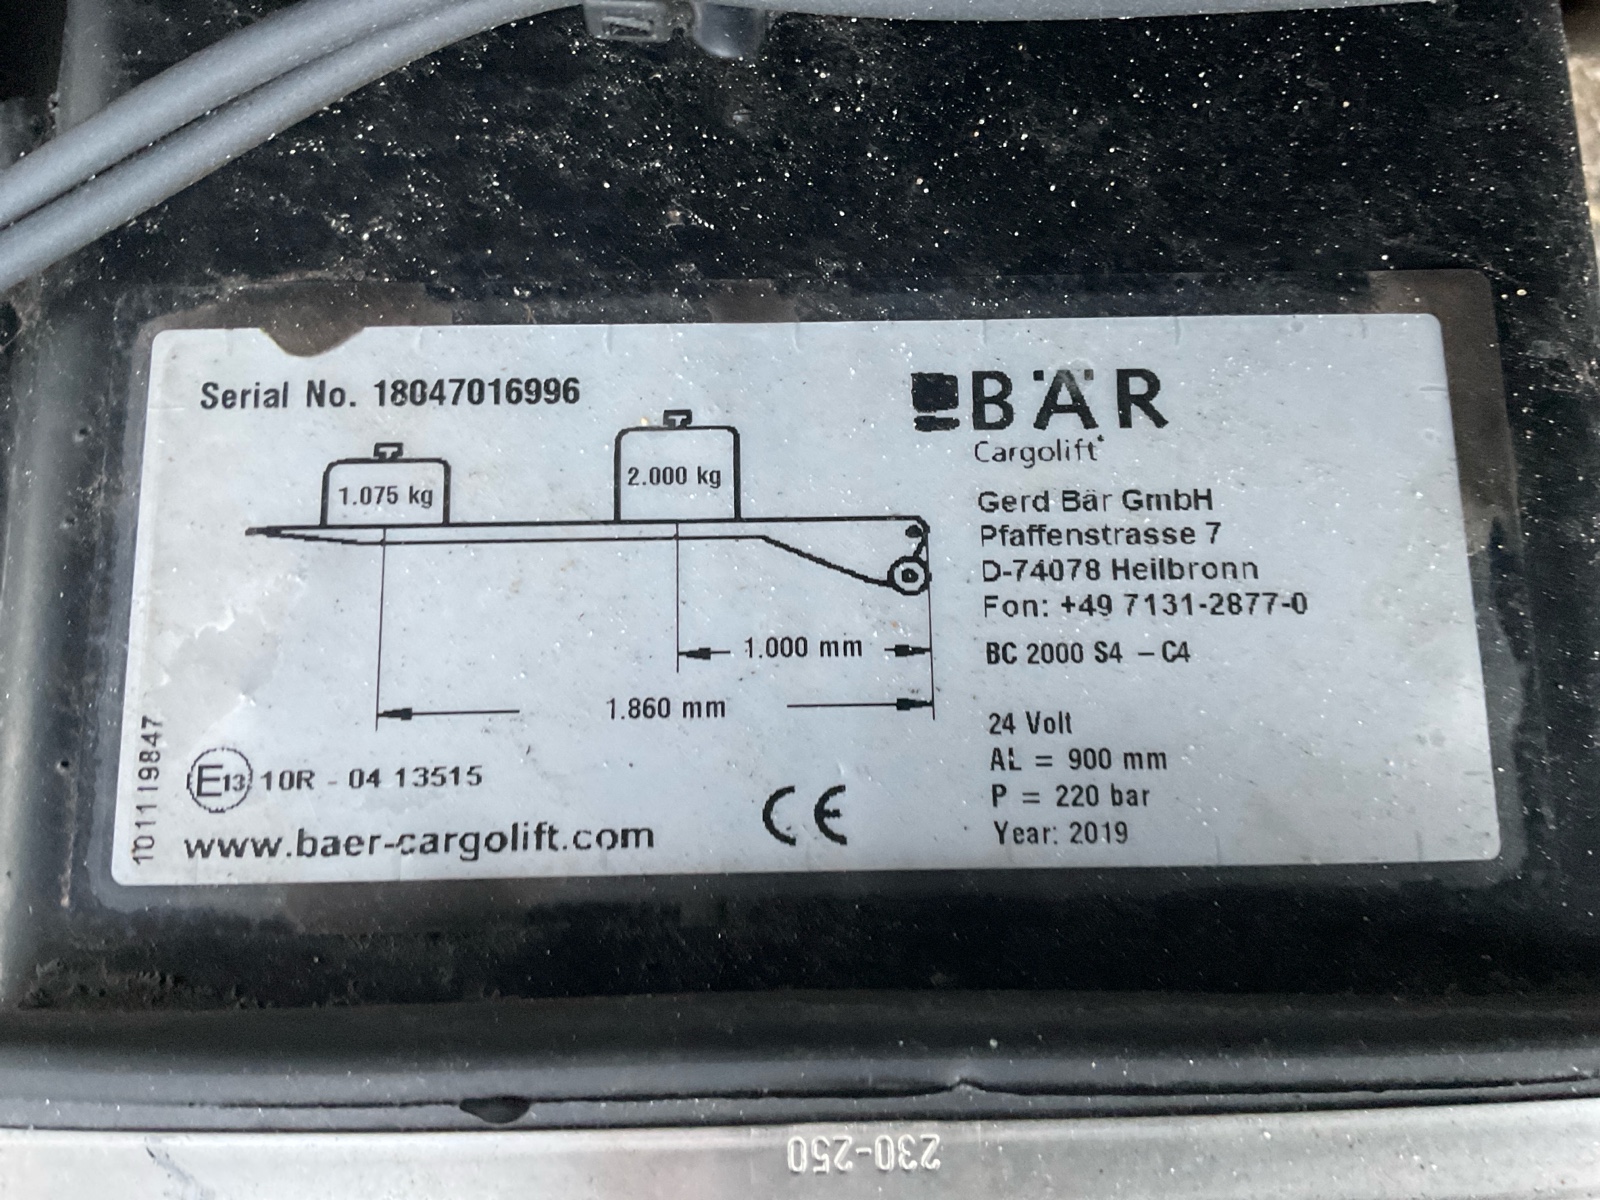 Serial No. 18047016996
BÄR
Cargolift
1.075 kg
2.000 kg
Gerd Bär GmbH
Pfaffenstrasse 7
D-74078 Heilbronn
Fon: +49 7131-2877-0
1.000 mm
BC 2000 S4 – C4
1.860 mm
24 Volt
AL = 900 mm
P = 220 bar
Year: 2019
E13 10R - 04 13515
CE
www.baer-cargolift.com
101119847
230-250